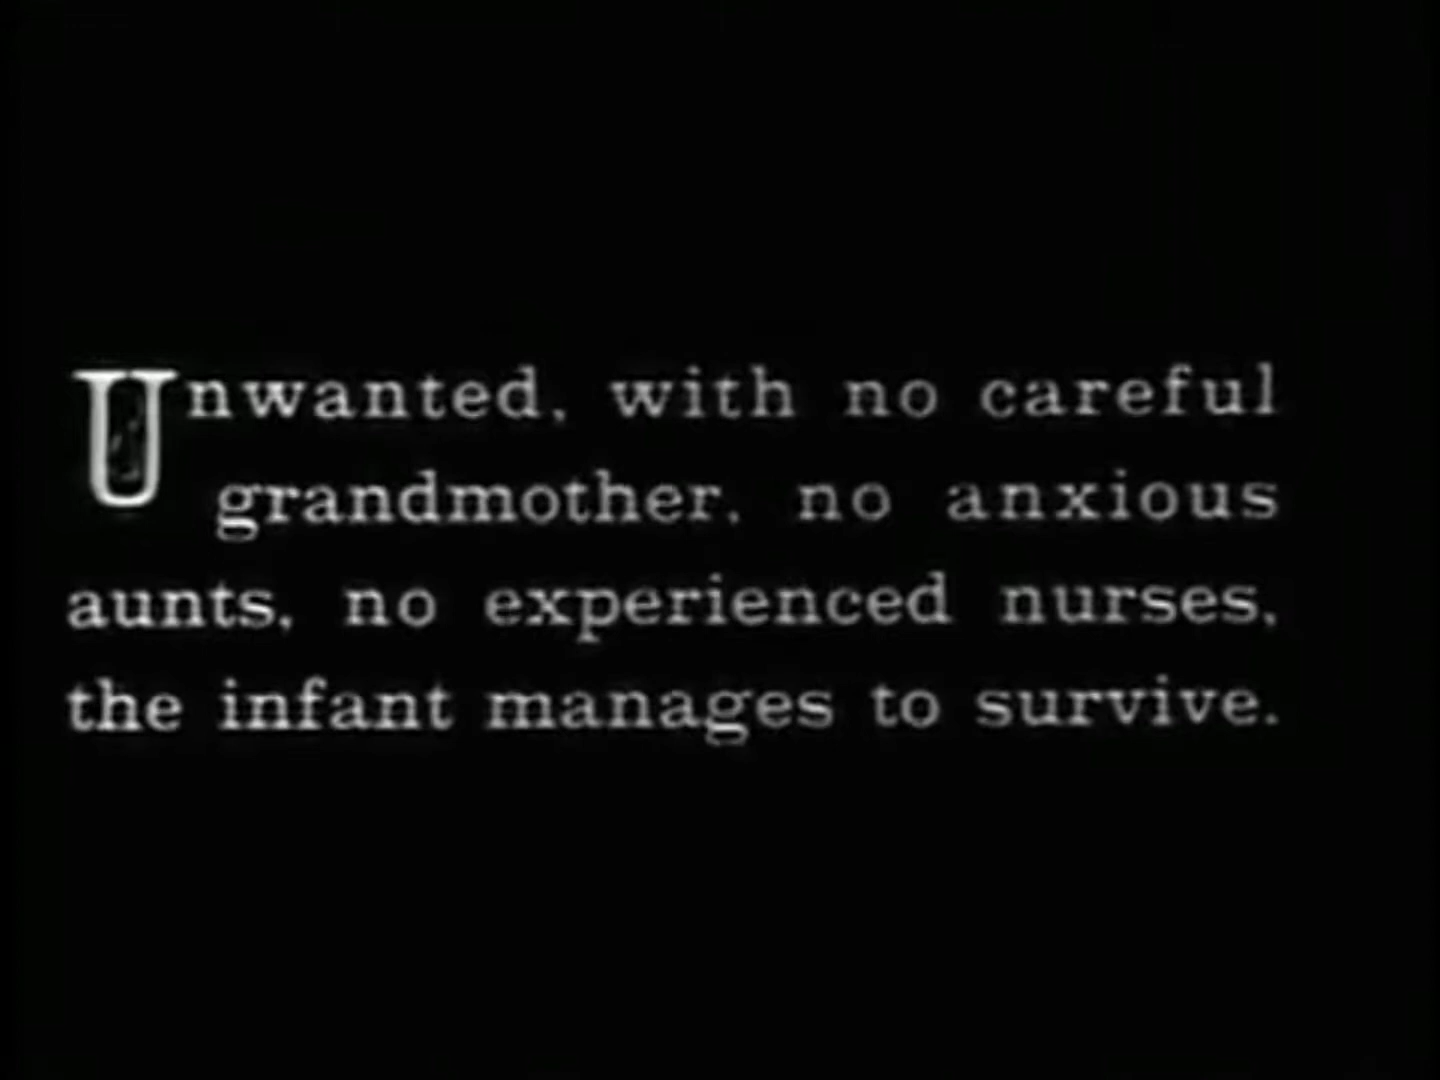 Unwanted, with no careful
grandmother, no anxious
aunts, no experienced nurses,
the infant manages to survive.